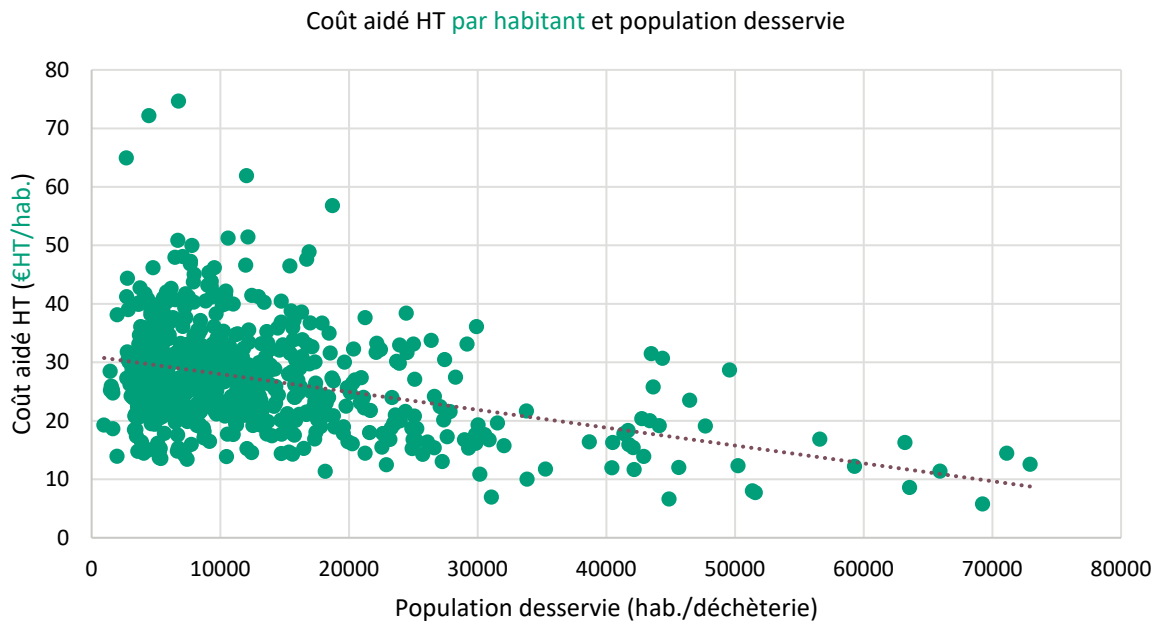 Coût aidé HT par habitant et population desservie
Coût aidé HT (€HT/hab.)
80
70
60
50
40
30
20
10
0
0 10000 20000 30000 40000 50000 60000 70000 80000
Population desservie (hab./déchèterie)